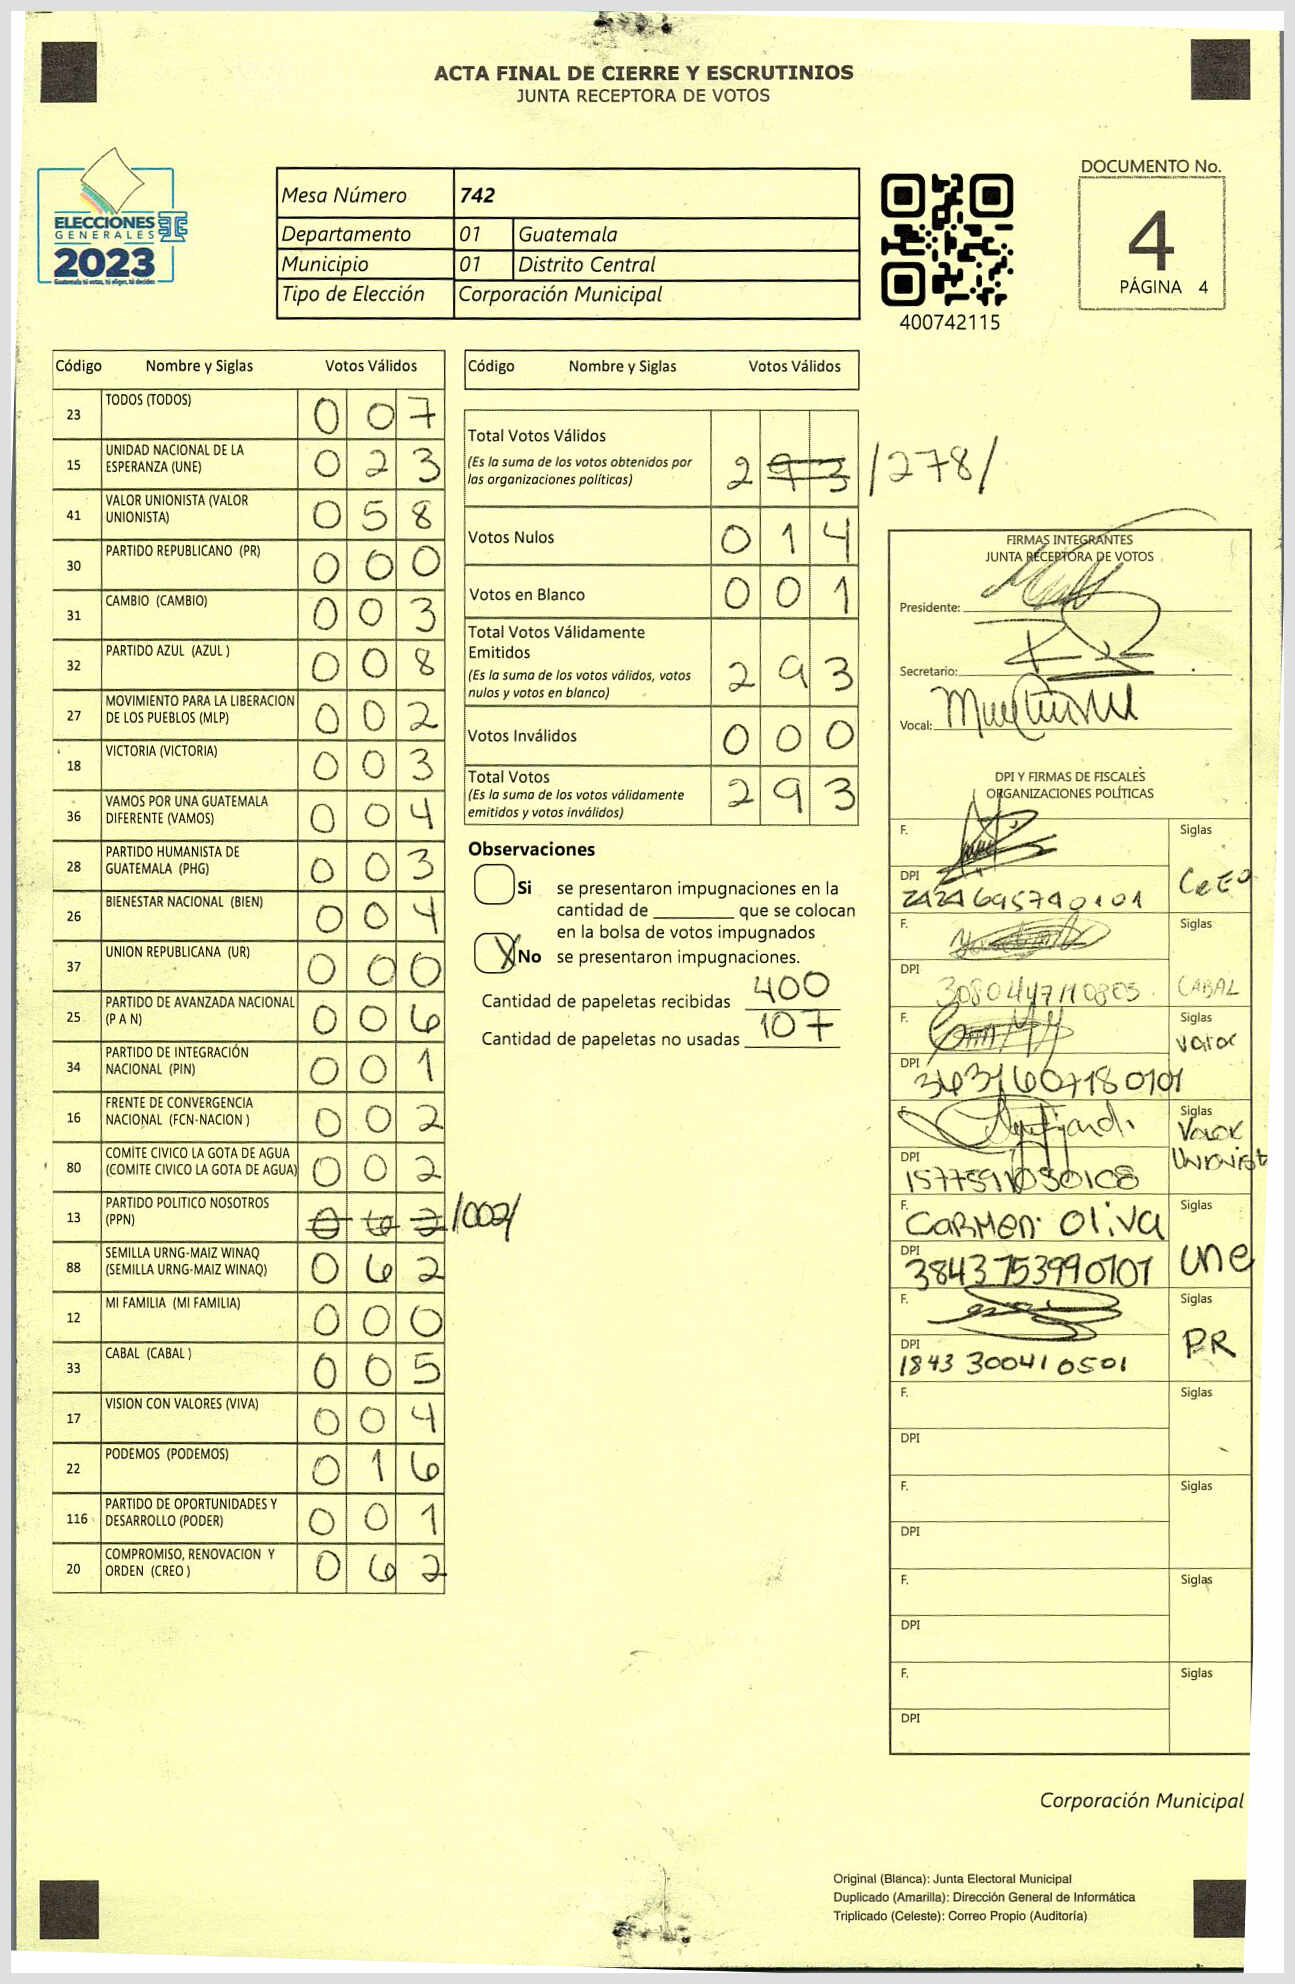 ACTA FINAL DE CIERRE Y ESCRUTINIOS
JUNTA RECEPTORA DE VOTOS
ELECCIONES
GENERALES
2023
Guatemala tú votas, tú eliges, tú decides
Mesa Número 742
Departamento 01 Guatemala
Municipio 01 Distrito Central
Tipo de Elección Corporación Municipal
400742115
DOCUMENTO No.
4
PÁGINA 4
Código Nombre y Siglas Votos Válidos
23 TODOS (TODOS) 0 0 7
15 UNIDAD NACIONAL DE LA ESPERANZA (UNE) 0 2 3
41 VALOR UNIONISTA (VALOR UNIONISTA) 0 5 8
30 PARTIDO REPUBLICANO (PR) 0 0 0
31 CAMBIO (CAMBIO) 0 0 3
32 PARTIDO AZUL (AZUL ) 0 0 8
27 MOVIMIENTO PARA LA LIBERACION DE LOS PUEBLOS (MLP) 0 0 2
18 VICTORIA (VICTORIA) 0 0 3
36 VAMOS POR UNA GUATEMALA DIFERENTE (VAMOS) 0 0 4
28 PARTIDO HUMANISTA DE GUATEMALA (PHG) 0 0 3
26 BIENESTAR NACIONAL (BIEN) 0 0 4
37 UNION REPUBLICANA (UR) 0 0 0
25 PARTIDO DE AVANZADA NACIONAL (P A N) 0 0 6
34 PARTIDO DE INTEGRACIÓN NACIONAL (PIN) 0 0 1
16 FRENTE DE CONVERGENCIA NACIONAL (FCN-NACION ) 0 0 2
80 COMITE CIVICO LA GOTA DE AGUA (COMITE CIVICO LA GOTA DE AGUA) 0 0 2
13 PARTIDO POLITICO NOSOTROS (PPN) 0 6 2 /002/
88 SEMILLA URNG-MAIZ WINAQ (SEMILLA URNG-MAIZ WINAQ) 0 6 2
12 MI FAMILIA (MI FAMILIA) 0 0 0
33 CABAL (CABAL ) 0 0 5
17 VISION CON VALORES (VIVA) 0 0 4
22 PODEMOS (PODEMOS) 0 1 6
116 PARTIDO DE OPORTUNIDADES Y DESARROLLO (PODER) 0 0 1
20 COMPROMISO, RENOVACION Y ORDEN (CREO ) 0 6 2
Código Nombre y Siglas Votos Válidos
Total Votos Válidos
(Es la suma de los votos obtenidos por
las organizaciones políticas) 2 9 3 /278/
Votos Nulos 0 1 4
Votos en Blanco 0 0 1
Total Votos Válidamente
Emitidos
(Es la suma de los votos válidos, votos
nulos y votos en blanco) 2 9 3
Votos Inválidos 0 0 0
Total Votos
(Es la suma de los votos válidamente
emitidos y votos inválidos) 2 9 3
Observaciones
Si se presentaron impugnaciones en la
cantidad de ________ que se colocan
en la bolsa de votos impugnados
X No se presentaron impugnaciones.
Cantidad de papeletas recibidas 400
Cantidad de papeletas no usadas 107
FIRMAS INTEGRANTES
JUNTA RECEPTORA DE VOTOS
Presidente:
Secretario:
Vocal:
DPI Y FIRMAS DE FISCALES
ORGANIZACIONES POLÍTICAS
F. Siglas
DPI 2424695740101 CREO
F. Siglas
DPI 3080447110805 CABAL
F. Siglas
Valor
DPI 3631607180101
Siglas
Valor
DPI 1577591030108 Unionist
F. Carmen Oliva Siglas
DPI 3843753990101 une
F. Siglas
DPI 1843 30041 0501 PR
F. Siglas
DPI
F. Siglas
DPI
F. Siglas
DPI
F. Siglas
DPI
Corporación Municipal
Original (Blanca): Junta Electoral Municipal
Duplicado (Amarilla): Dirección General de Informática
Triplicado (Celeste): Correo Propio (Auditoría)